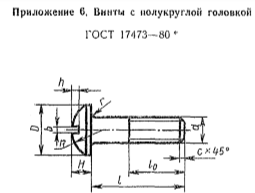 Приложение 6. Винты с полукруглой головкой
ГОСТ 17473—80 *
h
r
D
b
n
d
H
l₀
c × 45°
l